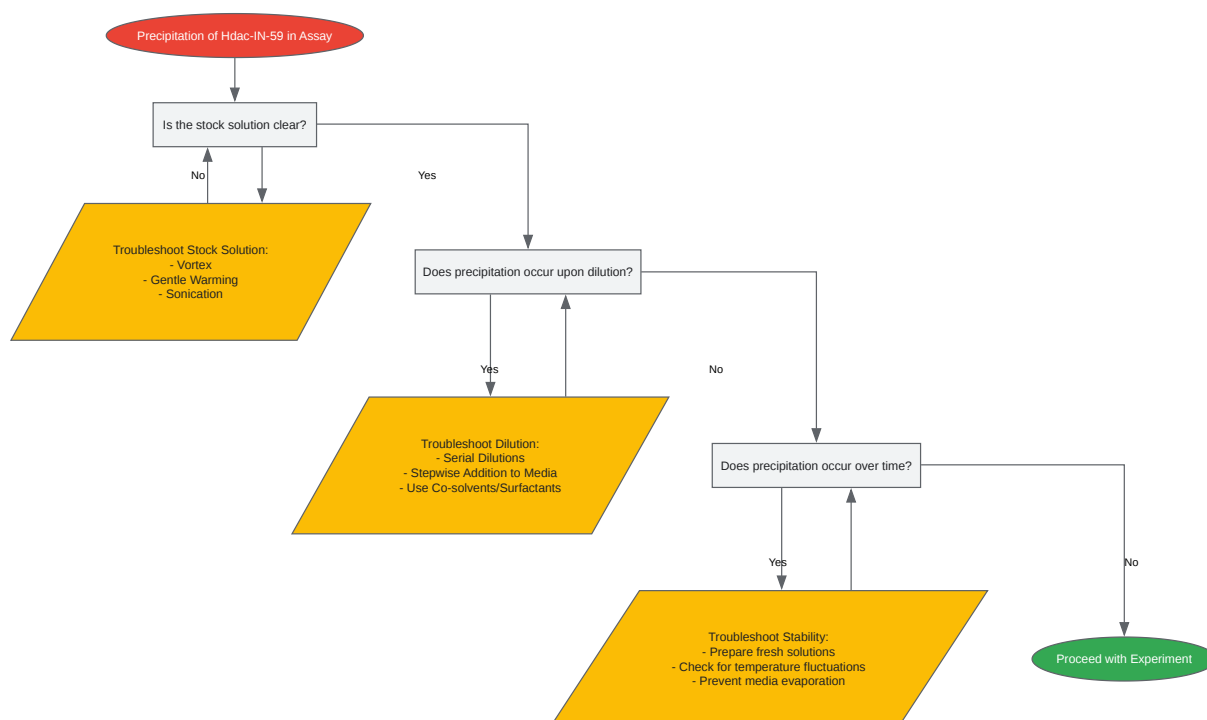 Precipitation of Hdac-IN-59 in Assay
Is the stock solution clear?
No
Yes
Troubleshoot Stock Solution:
- Vortex
- Gentle Warming
- Sonication
Does precipitation occur upon dilution?
Yes
No
Troubleshoot Dilution:
- Serial Dilutions
- Stepwise Addition to Media
- Use Co-solvents/Surfactants
Does precipitation occur over time?
Yes
No
Troubleshoot Stability:
- Prepare fresh solutions
- Check for temperature fluctuations
- Prevent media evaporation
Proceed with Experiment